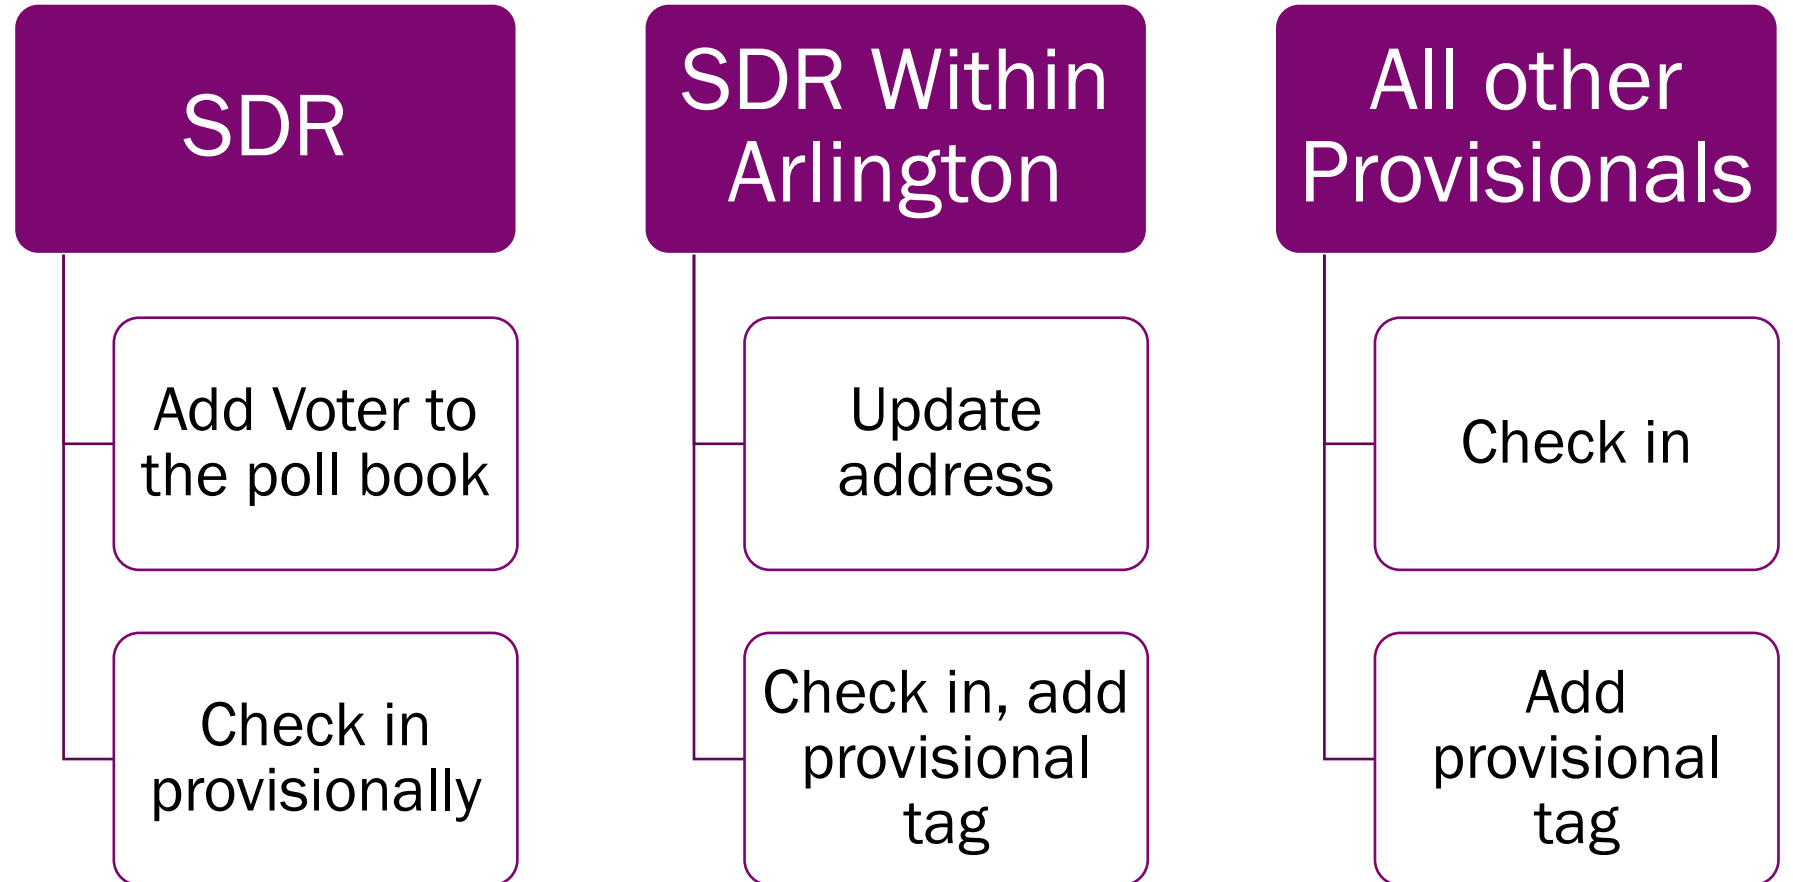 SDR
Add Voter to
the poll book
Check in
provisionally
SDR Within
Arlington
Update
address
Check in, add
provisional
tag
All other
Provisionals
Check in
Add
provisional
tag